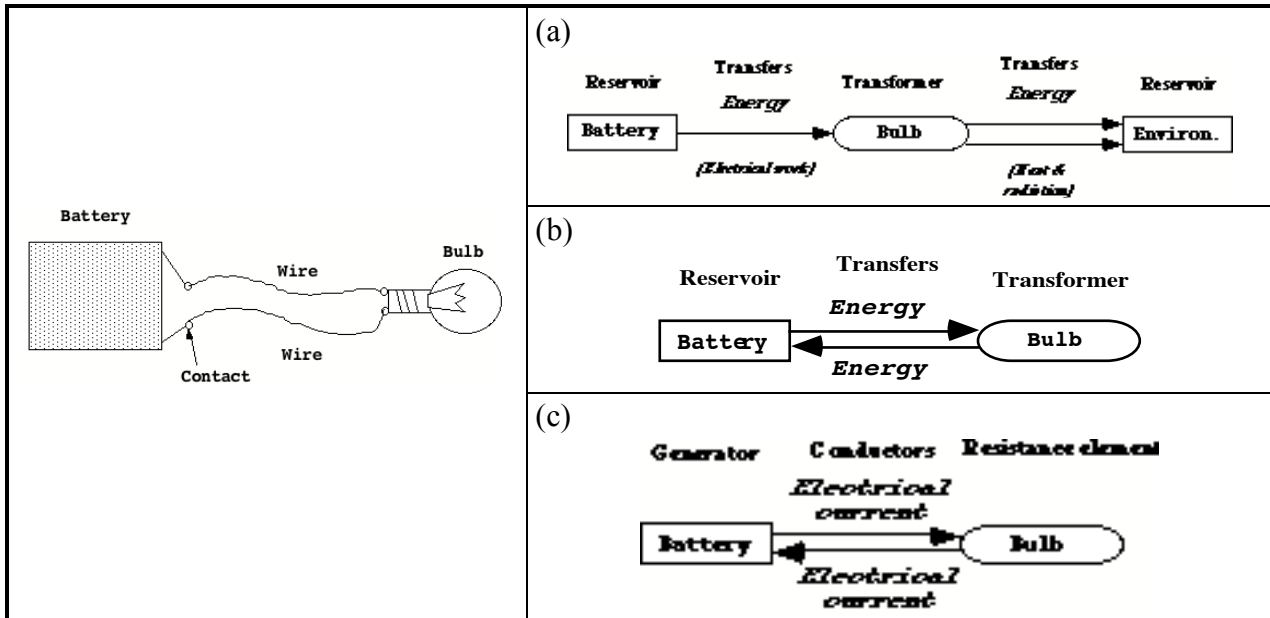 Battery
Bulb
Wire
Wire
Contact
(a)
Transfers Transfers
Reservoir Energy Transformer Energy Reservoir
Battery Bulb Environ.
[Electrical work] [Heat &
radiation]
(b)
Reservoir Transfers Transformer
Energy
Battery Bulb
Energy
(c)
Generator Conductors Resistance element
Electrical
current
Battery Bulb
Electrical
current